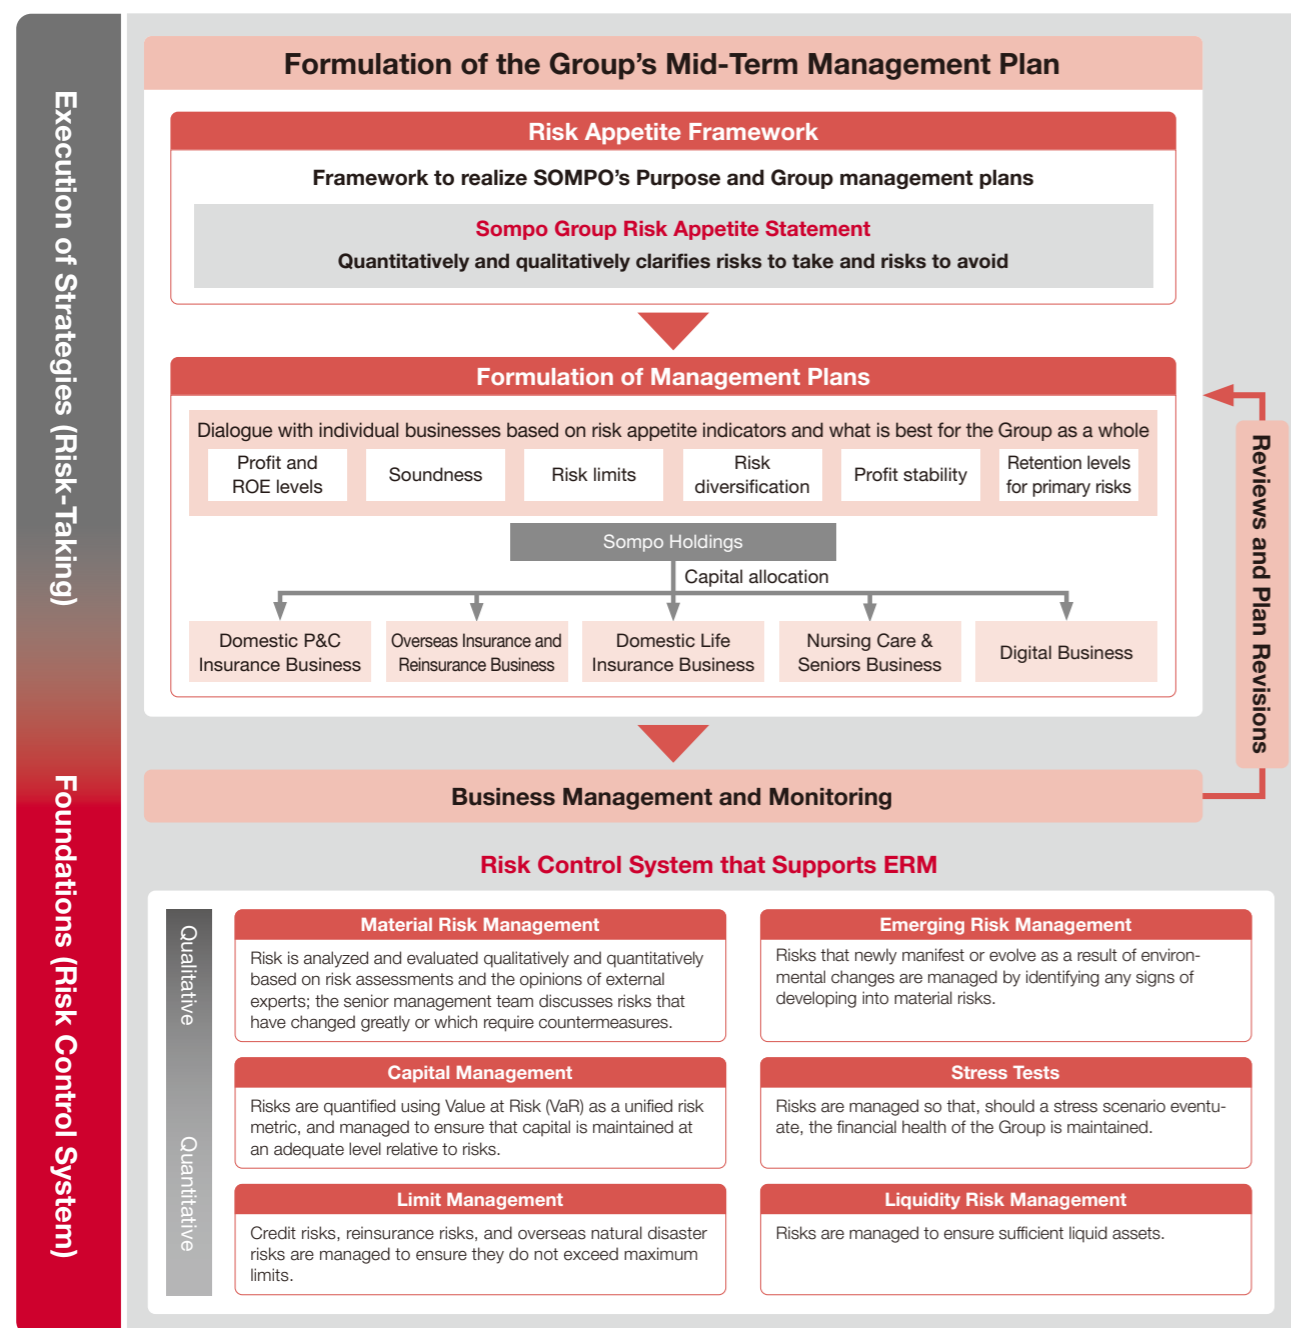 Execution of Strategies (Risk-Taking)
Foundations (Risk Control System)
Formulation of the Group’s Mid-Term Management Plan
Risk Appetite Framework
Framework to realize SOMPO’s Purpose and Group management plans
Sompo Group Risk Appetite Statement
Quantitatively and qualitatively clarifies risks to take and risks to avoid
Formulation of Management Plans
Dialogue with individual businesses based on risk appetite indicators and what is best for the Group as a whole
Profit and
ROE levels
Soundness
Risk limits
Risk
diversification
Profit stability
Retention levels
for primary risks
Sompo Holdings
Capital allocation
Domestic P&C
Insurance Business
Overseas Insurance and
Reinsurance Business
Domestic Life
Insurance Business
Nursing Care &
Seniors Business
Digital Business
Reviews and Plan Revisions
Business Management and Monitoring
Risk Control System that Supports ERM
Qualitative
Quantitative
Material Risk Management
Risk is analyzed and evaluated qualitatively and quantitatively
based on risk assessments and the opinions of external
experts; the senior management team discusses risks that
have changed greatly or which require countermeasures.
Emerging Risk Management
Risks that newly manifest or evolve as a result of environ-
mental changes are managed by identifying any signs of
developing into material risks.
Capital Management
Risks are quantified using Value at Risk (VaR) as a unified risk
metric, and managed to ensure that capital is maintained at
an adequate level relative to risks.
Stress Tests
Risks are managed so that, should a stress scenario eventu-
ate, the financial health of the Group is maintained.
Limit Management
Credit risks, reinsurance risks, and overseas natural disaster
risks are managed to ensure they do not exceed maximum
limits.
Liquidity Risk Management
Risks are managed to ensure sufficient liquid assets.